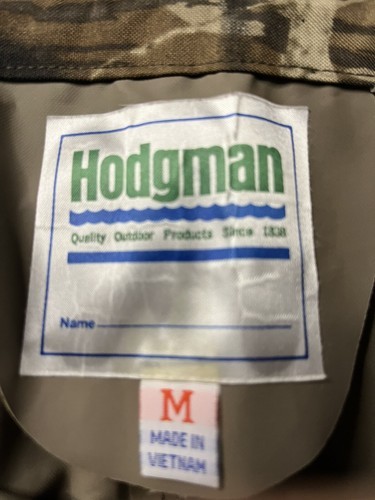 Hodgman
Quality Outdoor Products Since 1838
Name
M
MADE IN
VIETNAM